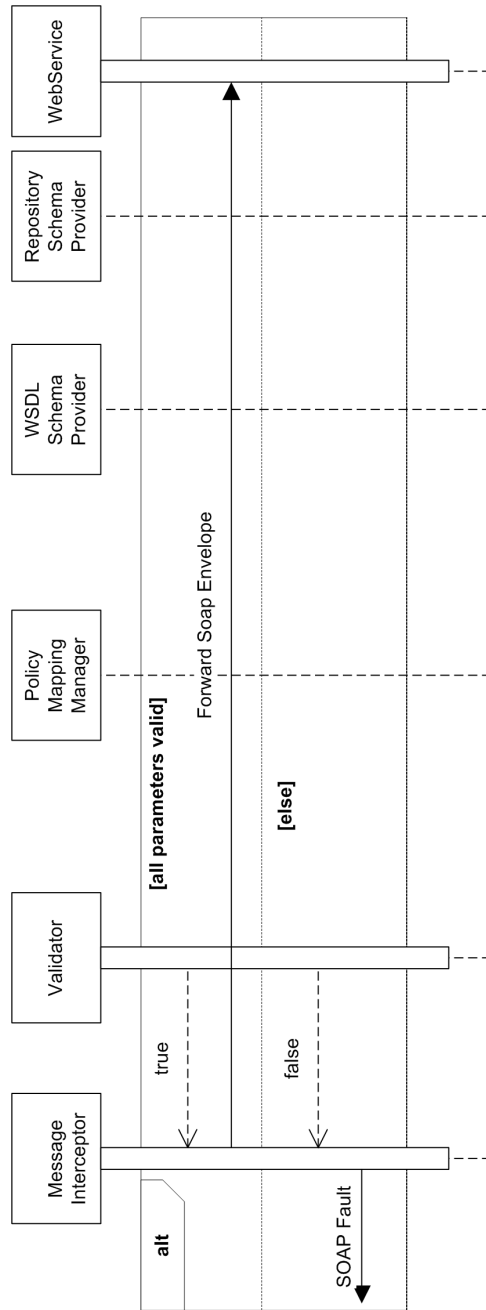 Message
Interceptor
Validator
Policy
Mapping
Manager
WSDL
Schema
Provider
Repository
Schema
Provider
WebService
alt
[all parameters valid]
true
Forward Soap Envelope
[else]
false
SOAP Fault